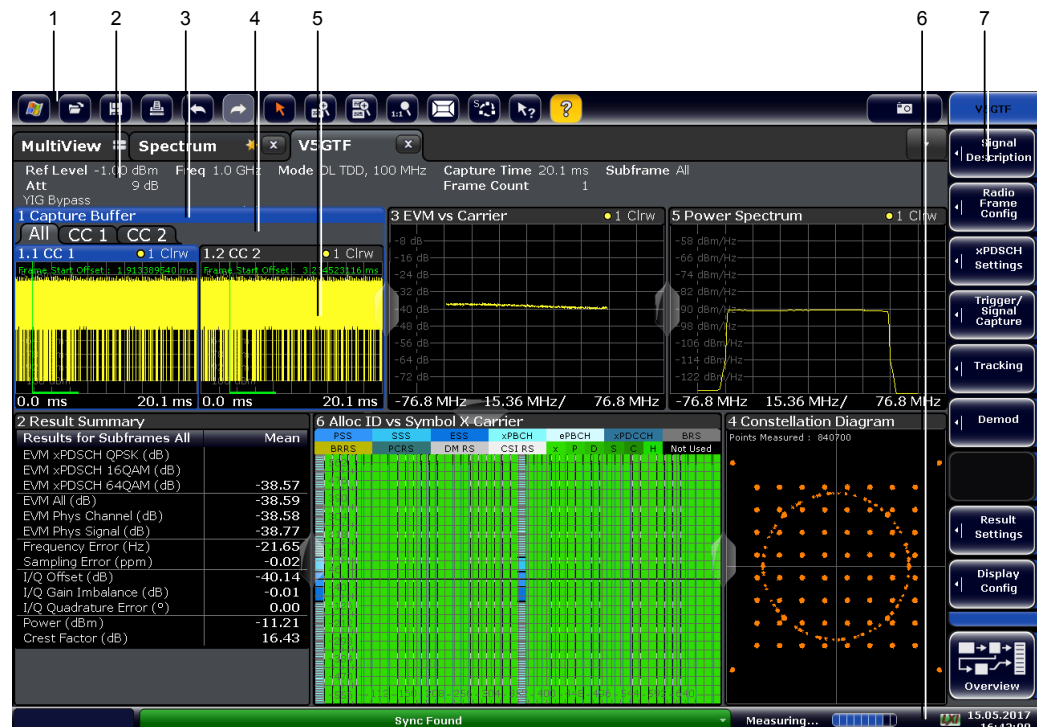 1 2 3 4 5 6 7
1:1 S ? ?
V5GTF
MultiView Spectrum x V5GTF x
Ref Level -1.00 dBm Freq 1.0 GHz Mode DL TDD, 100 MHz Capture Time 20.1 ms Subframe All
Att 9 dB Frame Count 1
YIG Bypass
1 Capture Buffer
All CC 1 CC 2
1.1 CC 1 1 Clrw 1.2 CC 2 1 Clrw
Frame Start Offset : 1.913389540 ms Frame Start Offset : 3.234523116 ms
0.0 ms 20.1 ms 0.0 ms 20.1 ms
3 EVM vs Carrier 1 Clrw
-8 dB
-16 dB
-24 dB
-32 dB
-40 dB
-48 dB
-56 dB
-64 dB
-72 dB
-76.8 MHz 15.36 MHz/ 76.8 MHz
5 Power Spectrum 1 Clrw
-58 dBm/Hz
-66 dBm/Hz
-74 dBm/Hz
-82 dBm/Hz
-90 dBm/Hz
-98 dBm/Hz
-106 dBm/Hz
-114 dBm/Hz
-122 dBm/Hz
-76.8 MHz 15.36 MHz/ 76.8 MHz
2 Result Summary
Results for Subframes All Mean
EVM xPDSCH QPSK (dB)
EVM xPDSCH 16QAM (dB)
EVM xPDSCH 64QAM (dB) -38.57
EVM All (dB) -38.59
EVM Phys Channel (dB) -38.58
EVM Phys Signal (dB) -38.77
Frequency Error (Hz) -21.65
Sampling Error (ppm) -0.02
I/Q Offset (dB) -40.14
I/Q Gain Imbalance (dB) -0.01
I/Q Quadrature Error (°) 0.00
Power (dBm) -11.21
Crest Factor (dB) 16.43
6 Alloc ID vs Symbol X Carrier
PSS SSS ESS xPBCH ePBCH xPDCCH BRS
BRRS PCRS DM RS CSI RS x P D S C H Not Used
4 Constellation Diagram
Points Measured : 840700
Signal
Description
Radio
Frame
Config
xPDSCH
Settings
Trigger/
Signal
Capture
Tracking
Demod
Result
Settings
Display
Config
Overview
Sync Found Measuring... 15.05.2017